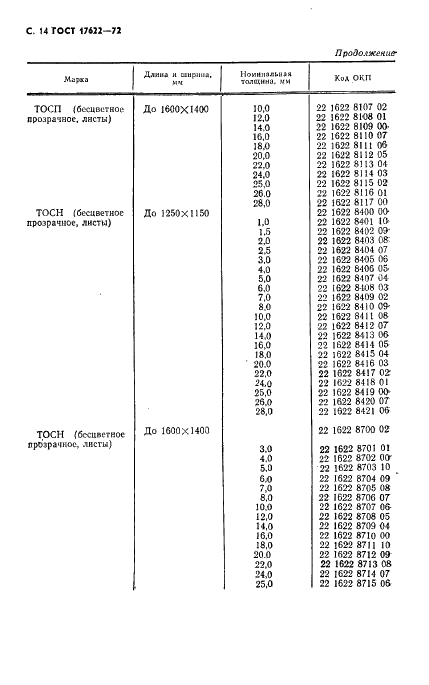 С. 14 ГОСТ 17622—72
Продолжение
Марка Длина и ширина, мм Номинальная толщина, мм Код ОКП
ТОСП (бесцветное До 1600×1400 10,0 22 1622 8107 02
прозрачное, листы) 12,0 22 1622 8108 01
14,0 22 1622 8109 00
16,0 22 1622 8110 07
18,0 22 1622 8111 06
20,0 22 1622 8112 05
22,0 22 1622 8113 04
24,0 22 1622 8114 03
25,0 22 1622 8115 02
26,0 22 1622 8116 01
28,0 22 1622 8117 00
ТОСН (бесцветное До 1250×1150 22 1622 8400 00
прозрачное, листы) 1,0 22 1622 8401 10
1,5 22 1622 8402 09
2,0 22 1622 8403 08
2,5 22 1622 8404 07
3,0 22 1622 8405 06
4,0 22 1622 8406 05
5,0 22 1622 8407 04
6,0 22 1622 8408 03
7,0 22 1622 8409 02
8,0 22 1622 8410 09
10,0 22 1622 8411 08
12,0 22 1622 8412 07
14,0 22 1622 8413 06
16,0 22 1622 8414 05
18,0 22 1622 8415 04
20,0 22 1622 8416 03
22,0 22 1622 8417 02
24,0 22 1622 8418 01
25,0 22 1622 8419 00
26,0 22 1622 8420 07
28,0 22 1622 8421 06
ТОСН (бесцветное До 1600×1400 22 1622 8700 02
прозрачное, листы) 3,0 22 1622 8701 01
4,0 22 1622 8702 00
5,0 22 1622 8703 10
6,0 22 1622 8704 09
7,0 22 1622 8705 08
8,0 22 1622 8706 07
10,0 22 1622 8707 06
12,0 22 1622 8708 05
14,0 22 1622 8709 04
16,0 22 1622 8710 00
18,0 22 1622 8711 10
20.0 22 1622 8712 09
22,0 22 1622 8713 08
24,0 22 1622 8714 07
25,0 22 1622 8715 06